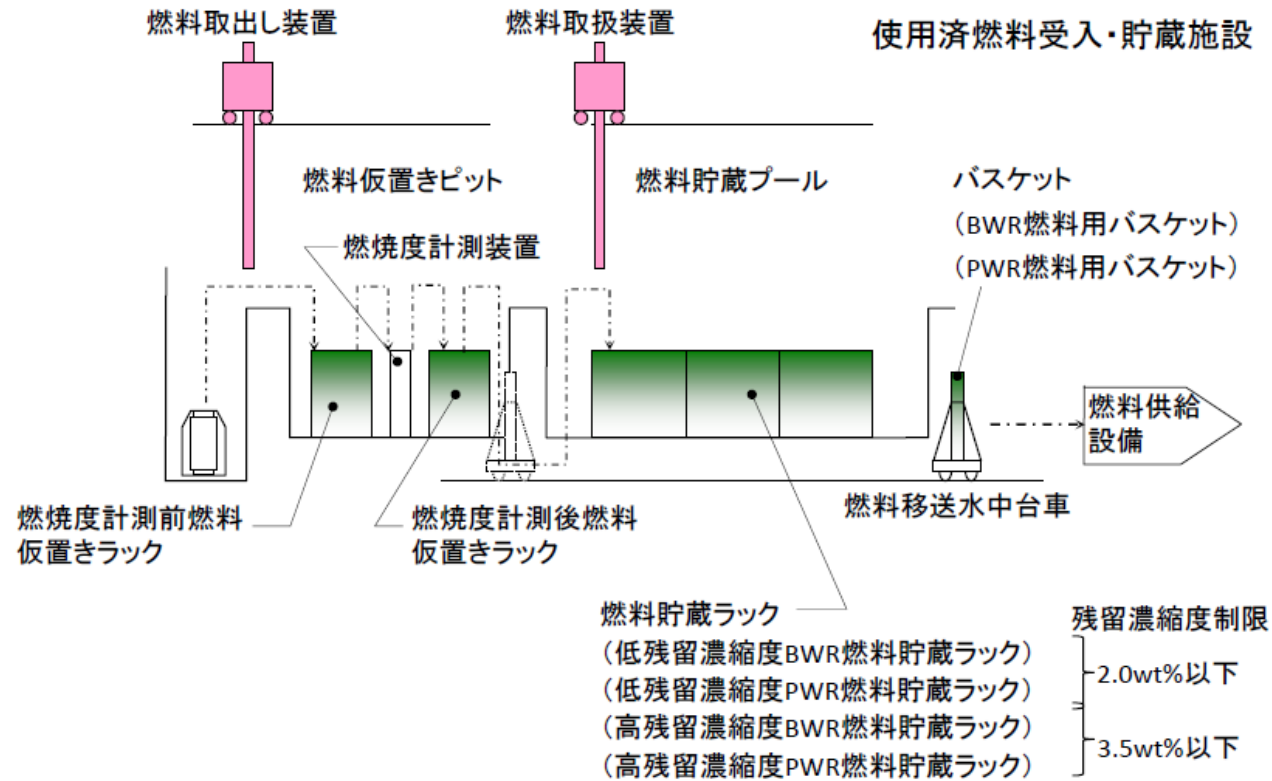 燃料取出し装置
燃料取扱装置
使用済燃料受入・貯蔵施設
燃料仮置きピット
燃料貯蔵プール
バスケット
(BWR燃料用バスケット)
(PWR燃料用バスケット)
燃焼度計測装置
燃料供給
設備
燃焼度計測前燃料
仮置きラック
燃焼度計測後燃料
仮置きラック
燃料移送水中台車
燃料貯蔵ラック
(低残留濃縮度BWR燃料貯蔵ラック)
(低残留濃縮度PWR燃料貯蔵ラック)
(高残留濃縮度BWR燃料貯蔵ラック)
(高残留濃縮度PWR燃料貯蔵ラック)
残留濃縮度制限
2.0wt%以下
3.5wt%以下